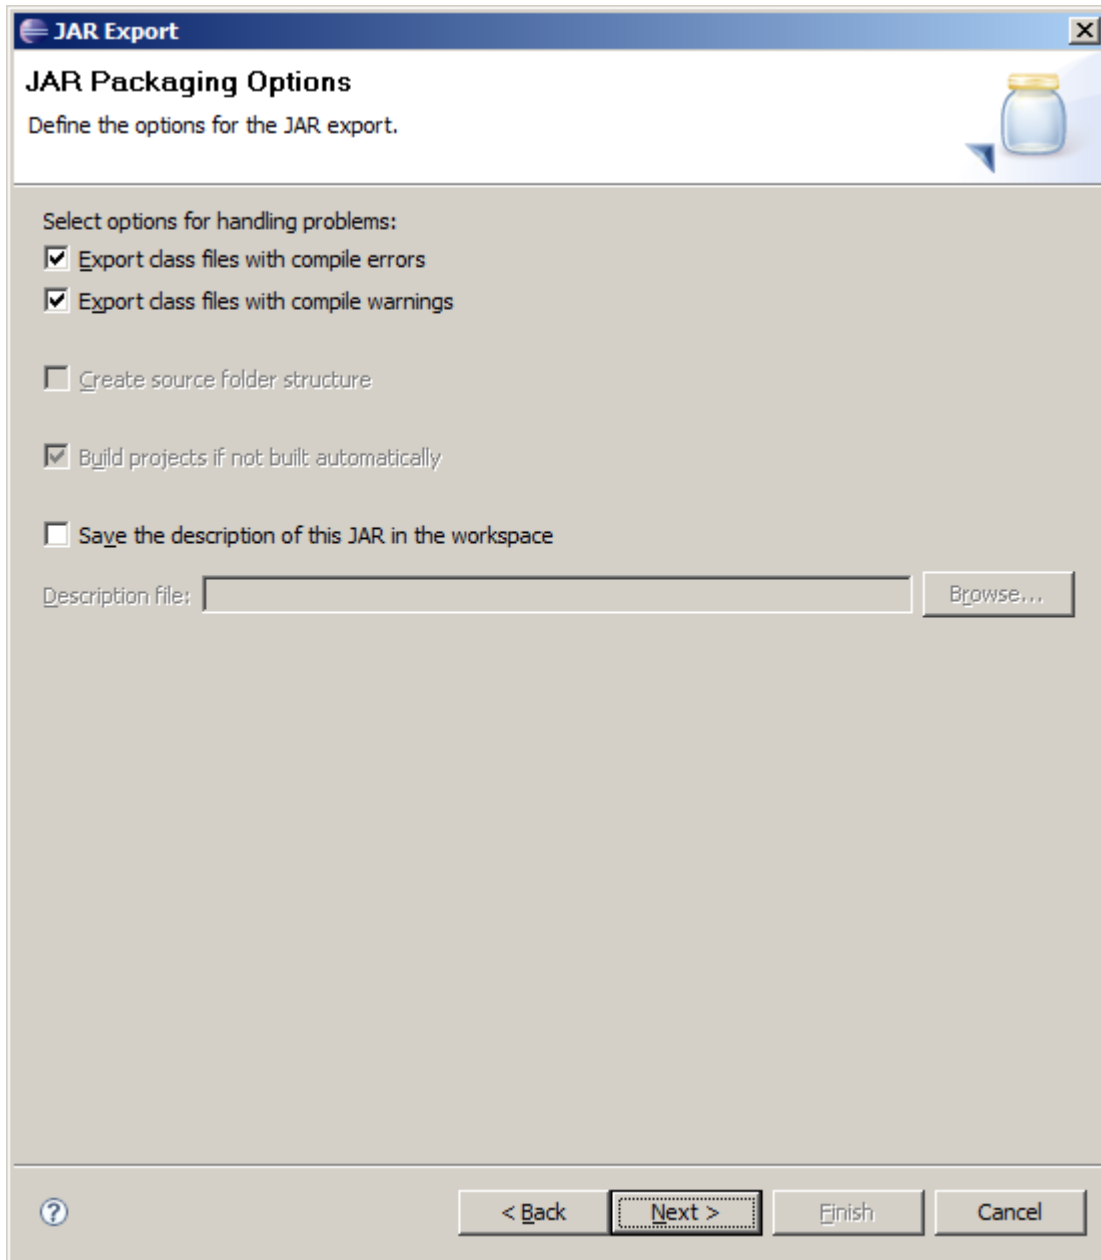 JAR Export
JAR Packaging Options
Define the options for the JAR export.
Select options for handling problems:
Export class files with compile errors
Export class files with compile warnings
Create source folder structure
Build projects if not built automatically
Save the description of this JAR in the workspace
Description file: Browse...
? < Back Next > Finish Cancel